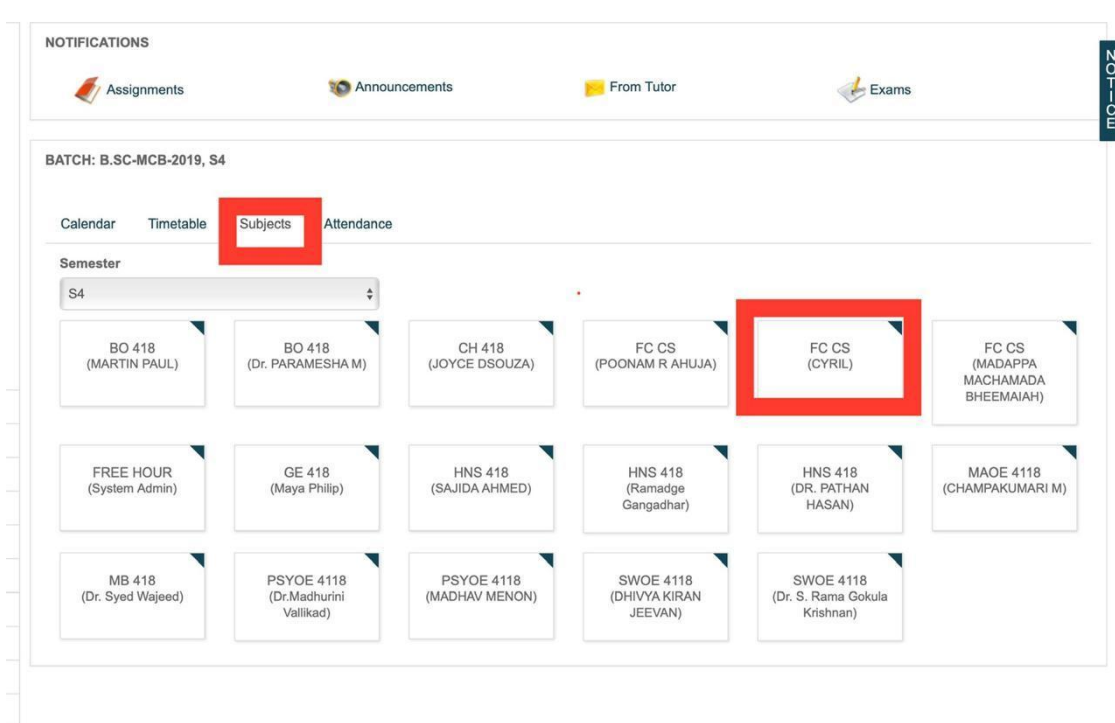 NOTIFICATIONS
Assignments
Announcements
From Tutor
Exams
NOTICE
BATCH: B.SC-MCB-2019, S4
Calendar
Timetable
Subjects
Attendance
Semester
S4
BO 418
(MARTIN PAUL)
BO 418
(Dr. PARAMESHA M)
CH 418
(JOYCE DSOUZA)
FC CS
(POONAM R AHUJA)
FC CS
(CYRIL)
FC CS
(MADAPPA
MACHAMADA
BHEEMAIAH)
FREE HOUR
(System Admin)
GE 418
(Maya Philip)
HNS 418
(SAJIDA AHMED)
HNS 418
(Ramadge
Gangadhar)
HNS 418
(DR. PATHAN
HASAN)
MAOE 4118
(CHAMPAKUMARI M)
MB 418
(Dr. Syed Wajeed)
PSYOE 4118
(Dr.Madhurini
Vallikad)
PSYOE 4118
(MADHAV MENON)
SWOE 4118
(DHIVYA KIRAN
JEEVAN)
SWOE 4118
(Dr. S. Rama Gokula
Krishnan)